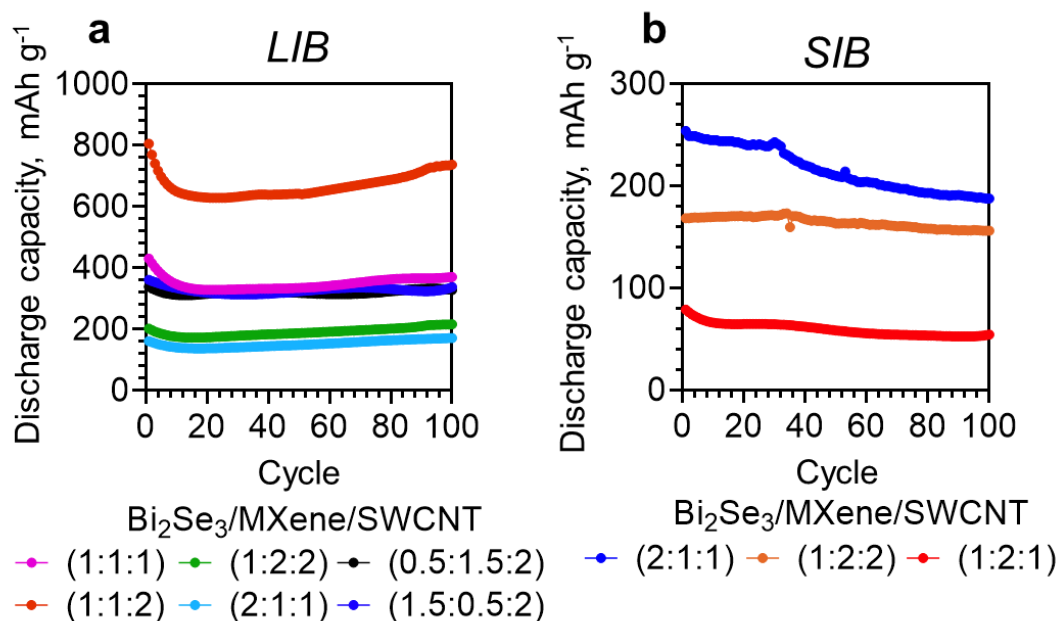 a
LIB
Discharge capacity, mAh g⁻¹
1000
800
600
400
200
0
0 20 40 60 80 100
Cycle
Bi₂Se₃/MXene/SWCNT
(1:1:1) (1:2:2) (0.5:1.5:2)
(1:1:2) (2:1:1) (1.5:0.5:2)
b
SIB
Discharge capacity, mAh g⁻¹
300
200
100
0
0 20 40 60 80 100
Cycle
Bi₂Se₃/MXene/SWCNT
(2:1:1) (1:2:2) (1:2:1)